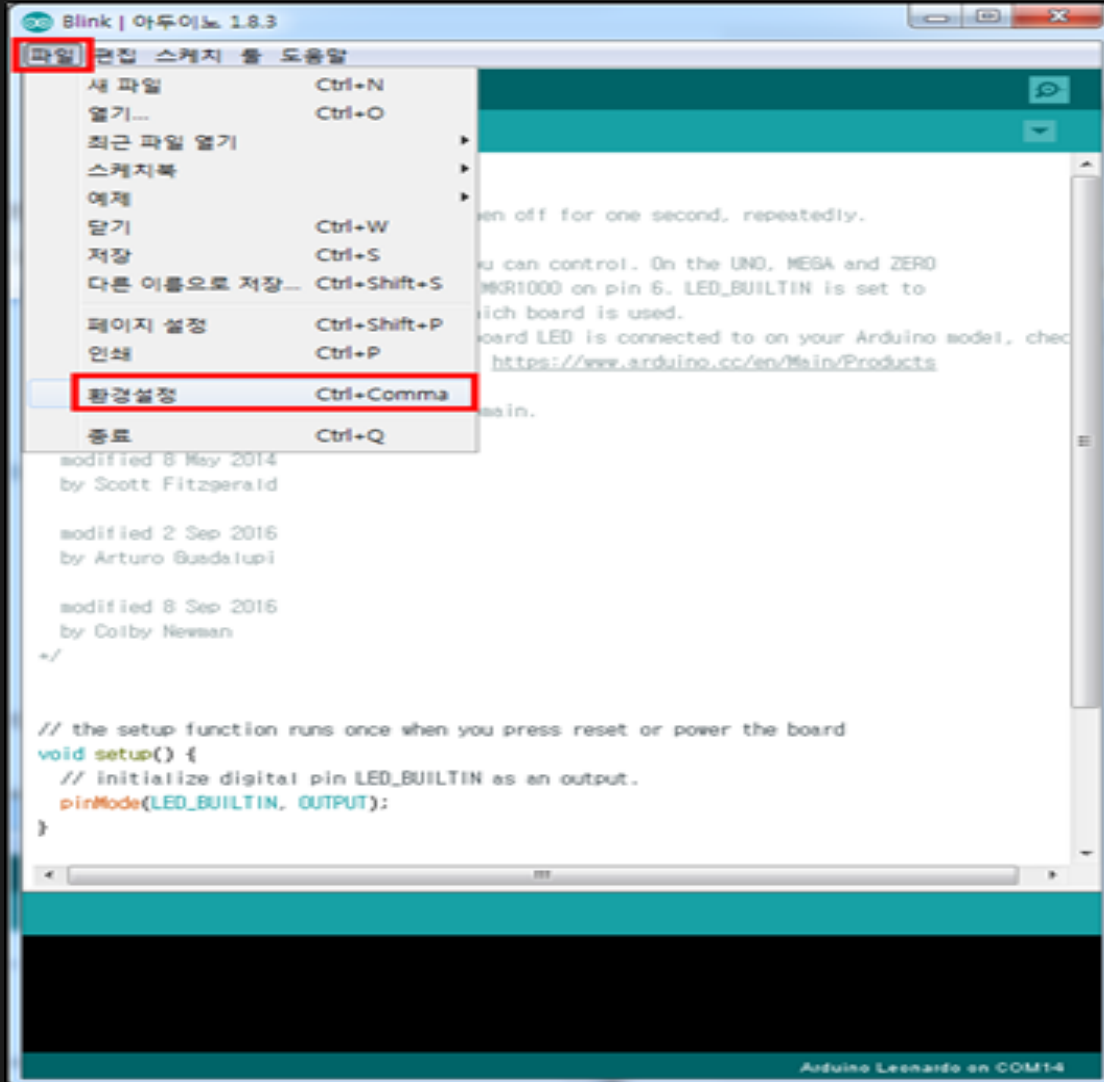 Blink | 아두이노 1.8.3
파일 편집 스케치 툴 도움말
새 파일 Ctrl+N
열기... Ctrl+O
최근 파일 열기
스케치북
예제
닫기 Ctrl+W
저장 Ctrl+S
다른 이름으로 저장... Ctrl+Shift+S
페이지 설정 Ctrl+Shift+P
인쇄 Ctrl+P
환경설정 Ctrl+Comma
종료 Ctrl+Q
en off for one second, repeatedly.
u can control. On the UNO, MEGA and ZERO
MKR1000 on pin 6. LED_BUILTIN is set to
ich board is used.
oard LED is connected to on your Arduino model, chec
https://www.arduino.cc/en/Main/Products
main.
modified 8 May 2014
by Scott Fitzgerald
modified 2 Sep 2016
by Arturo Guadalupi
modified 8 Sep 2016
by Colby Newman
*/
// the setup function runs once when you press reset or power the board
void setup() {
// initialize digital pin LED_BUILTIN as an output.
pinMode(LED_BUILTIN, OUTPUT);
}
Arduino Leonardo on COM14